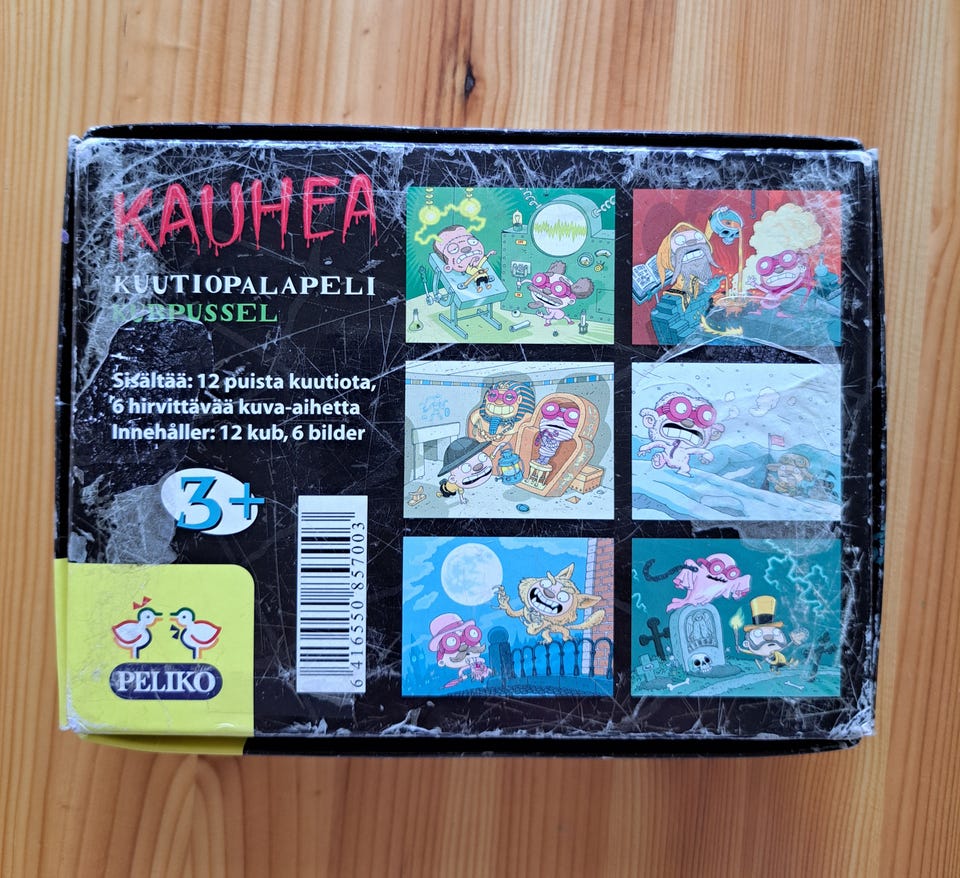 KAUHEA
KUUTIOPALAPELI
KUBPUSSEL
Sisältää: 12 puista kuutiota,
6 hirvittävää kuva-aihetta
Innehåller: 12 kub, 6 bilder
3+
6 416550 857003
PELIKO